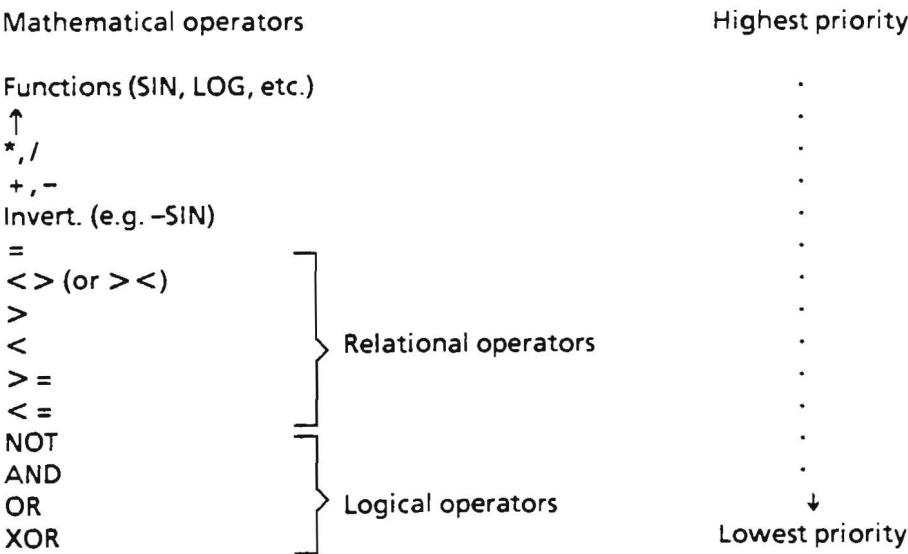 Mathematical operators Highest priority
Functions (SIN, LOG, etc.)
↑
*, /
+, –
Invert. (e.g. –SIN)
=
< > (or > <)
>
<
Relational operators
> =
< =
NOT
AND
OR Logical operators
XOR Lowest priority